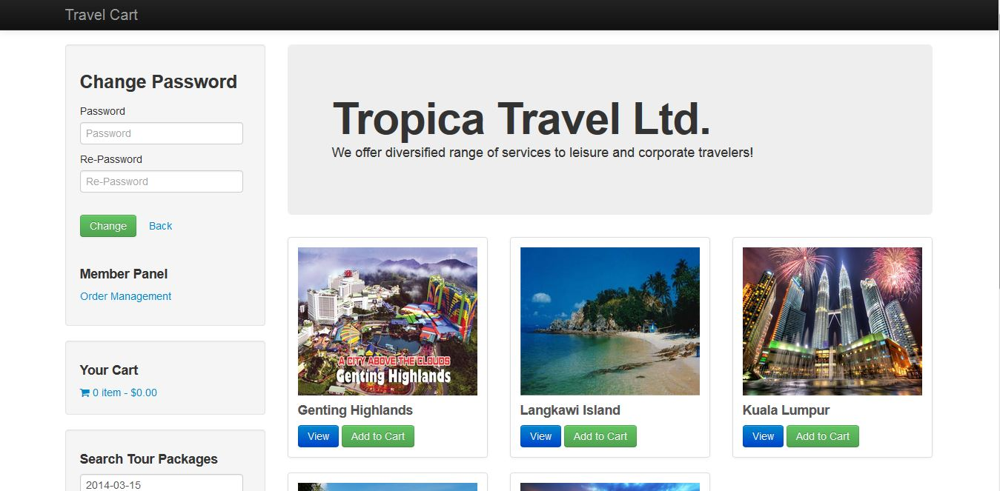 Travel Cart
Change Password
Password
Password
Re-Password
Re-Password
Change Back
Member Panel
Order Management
Your Cart
0 item - $0.00
Search Tour Packages
2014-03-15
Tropica Travel Ltd.
We offer diversified range of services to leisure and corporate travelers!
A CITY ABOVE THE CLOUDS
Genting Highlands
Genting Highlands
View Add to Cart
Langkawi Island
View Add to Cart
Kuala Lumpur
View Add to Cart